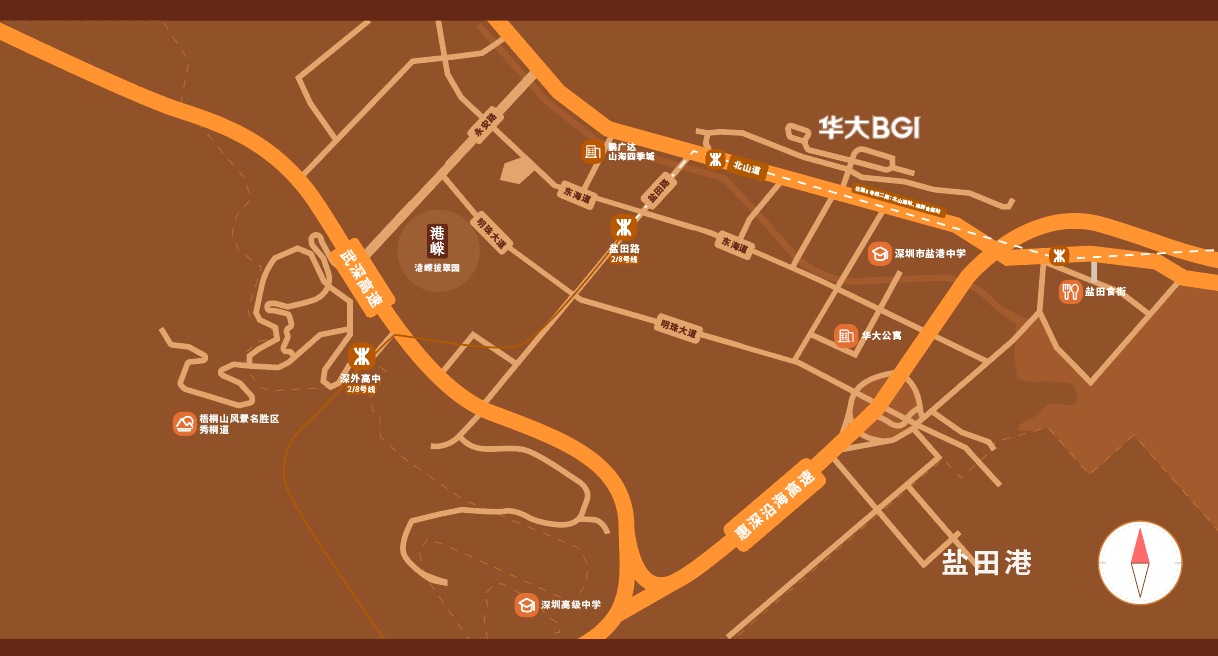 华大BGI
永安路
鹏广达
山海四季城
北山道
盐田路
东海道
港
嵘
港嵘拔翠园
明珠大道
盐田路
2/8号线
东海道
深圳市盐港中学
武深高速
盐田食街
明珠大道
华大公寓
深外高中
2/8号线
梧桐山风景名胜区
秀桐道
惠深沿海高速
盐田港
深圳高级中学